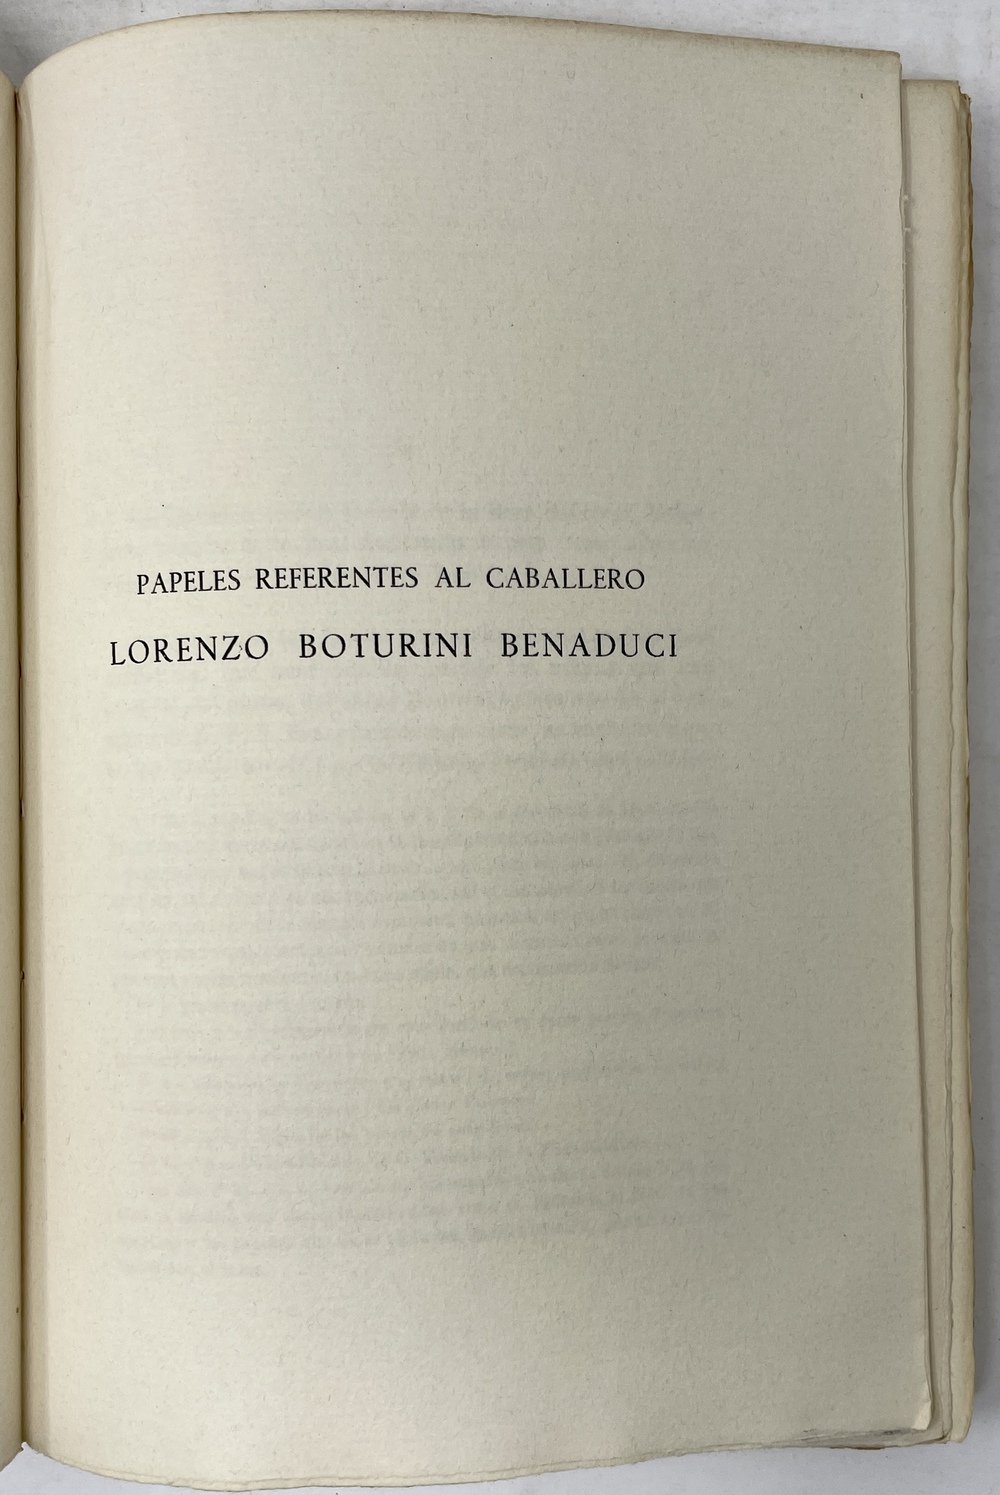 PAPELES REFERENTES AL CABALLERO
LORENZO BOTURINI BENADUCI